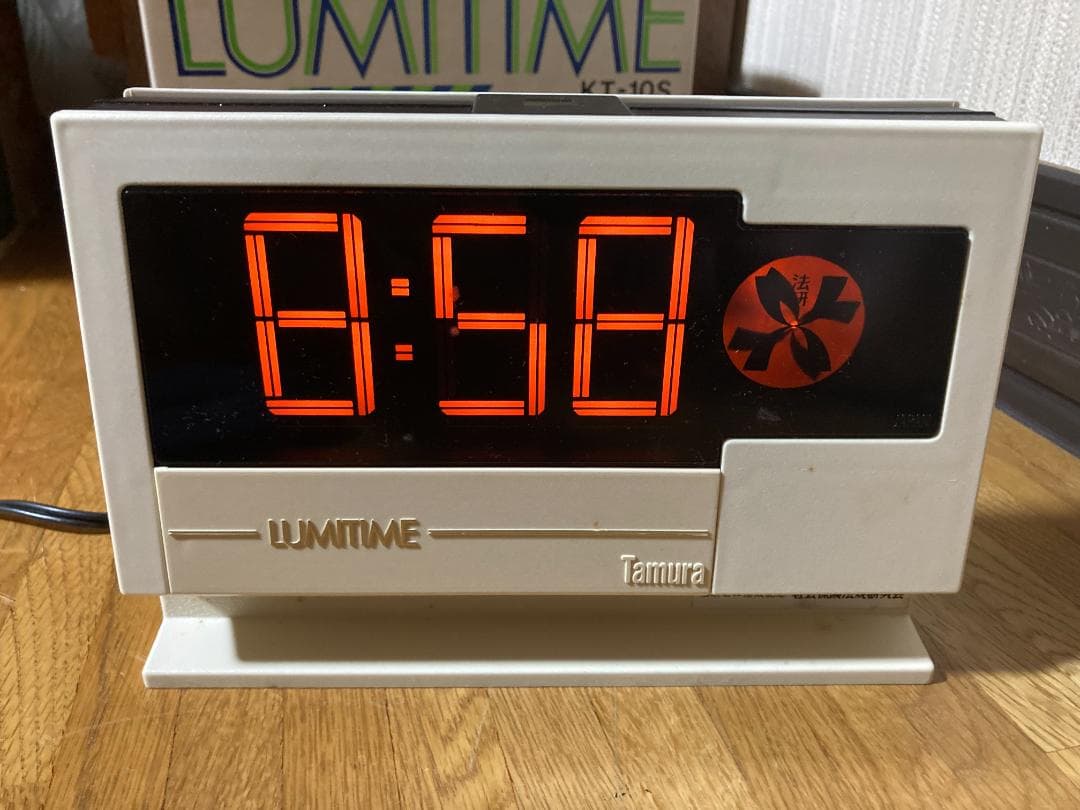 LUMITIME
KT-10S
8:58
法研
LUMITIME
Tamura